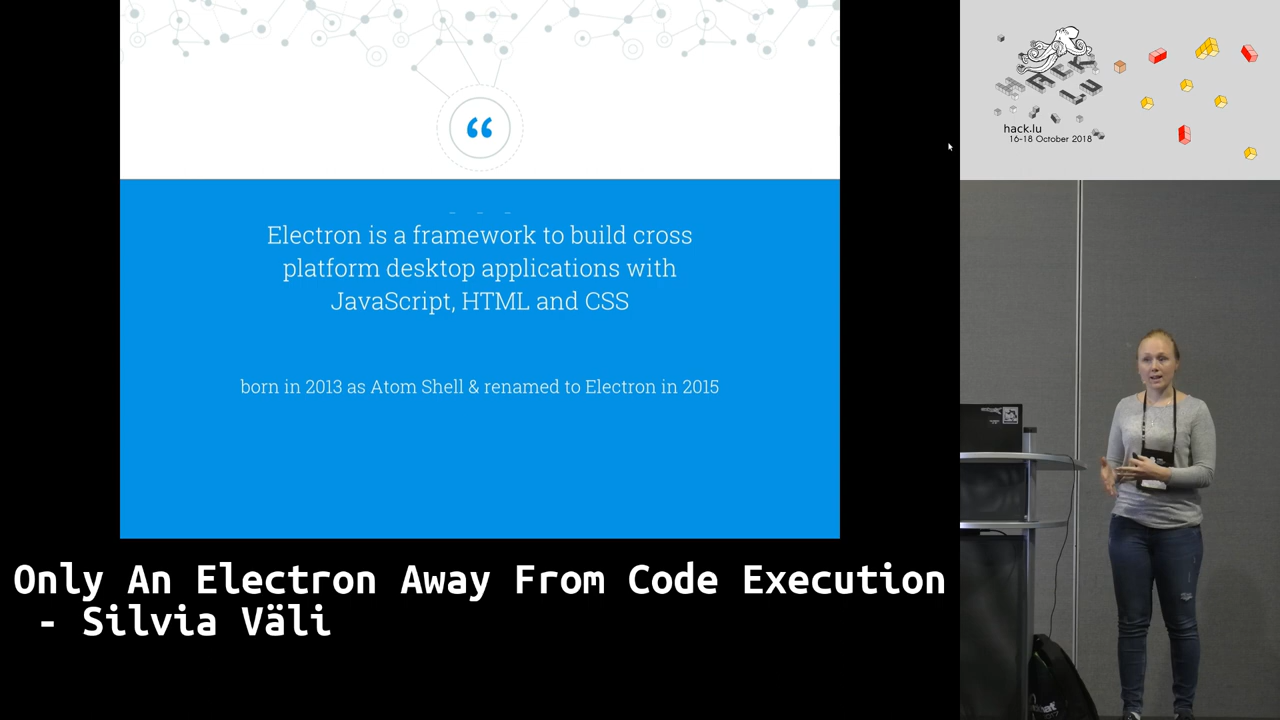 “
Electron is a framework to build cross
platform desktop applications with
JavaScript, HTML and CSS
born in 2013 as Atom Shell & renamed to Electron in 2015
HACK
LU
hack.lu
16-18 October 2018
Only An Electron Away From Code Execution
- Silvia Väli